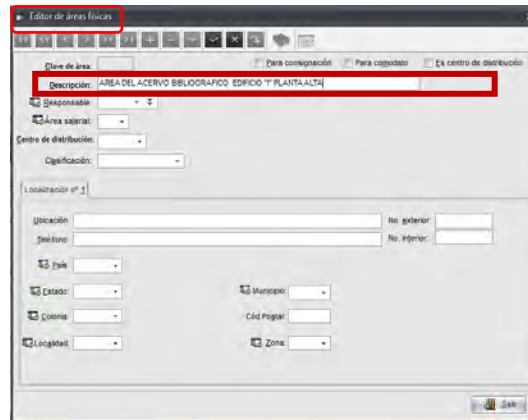 Editor de áreas físicas
Clave de área:
Para consignación Para comodato Es centro de distribución
Descripción: AREA DEL ACERVO BIBLIOGRAFICO EDIFICIO "I" PLANTA ALTA
Responsable:
Área salarial:
Centro de distribución:
Clasificación:
Localización nº 1
Ubicación: No. exterior:
Teléfono: No. interior:
País:
Estado: Municipio:
Colonia: Cód Postal:
Localidad: Zona:
Salir